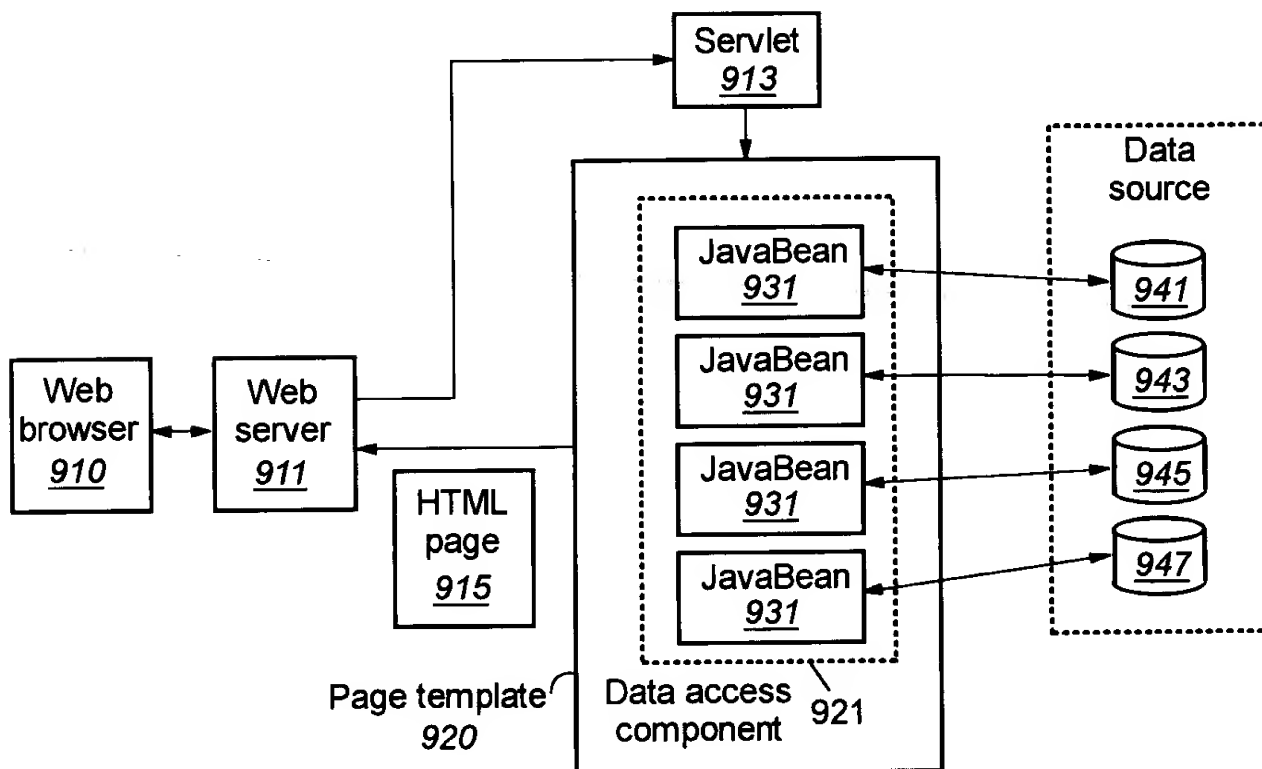 Servlet
913
Data
source
JavaBean
931
941
JavaBean
931
943
JavaBean
931
945
JavaBean
931
947
Web
browser
910
Web
server
911
HTML
page
915
Page template
920
Data access
component
921